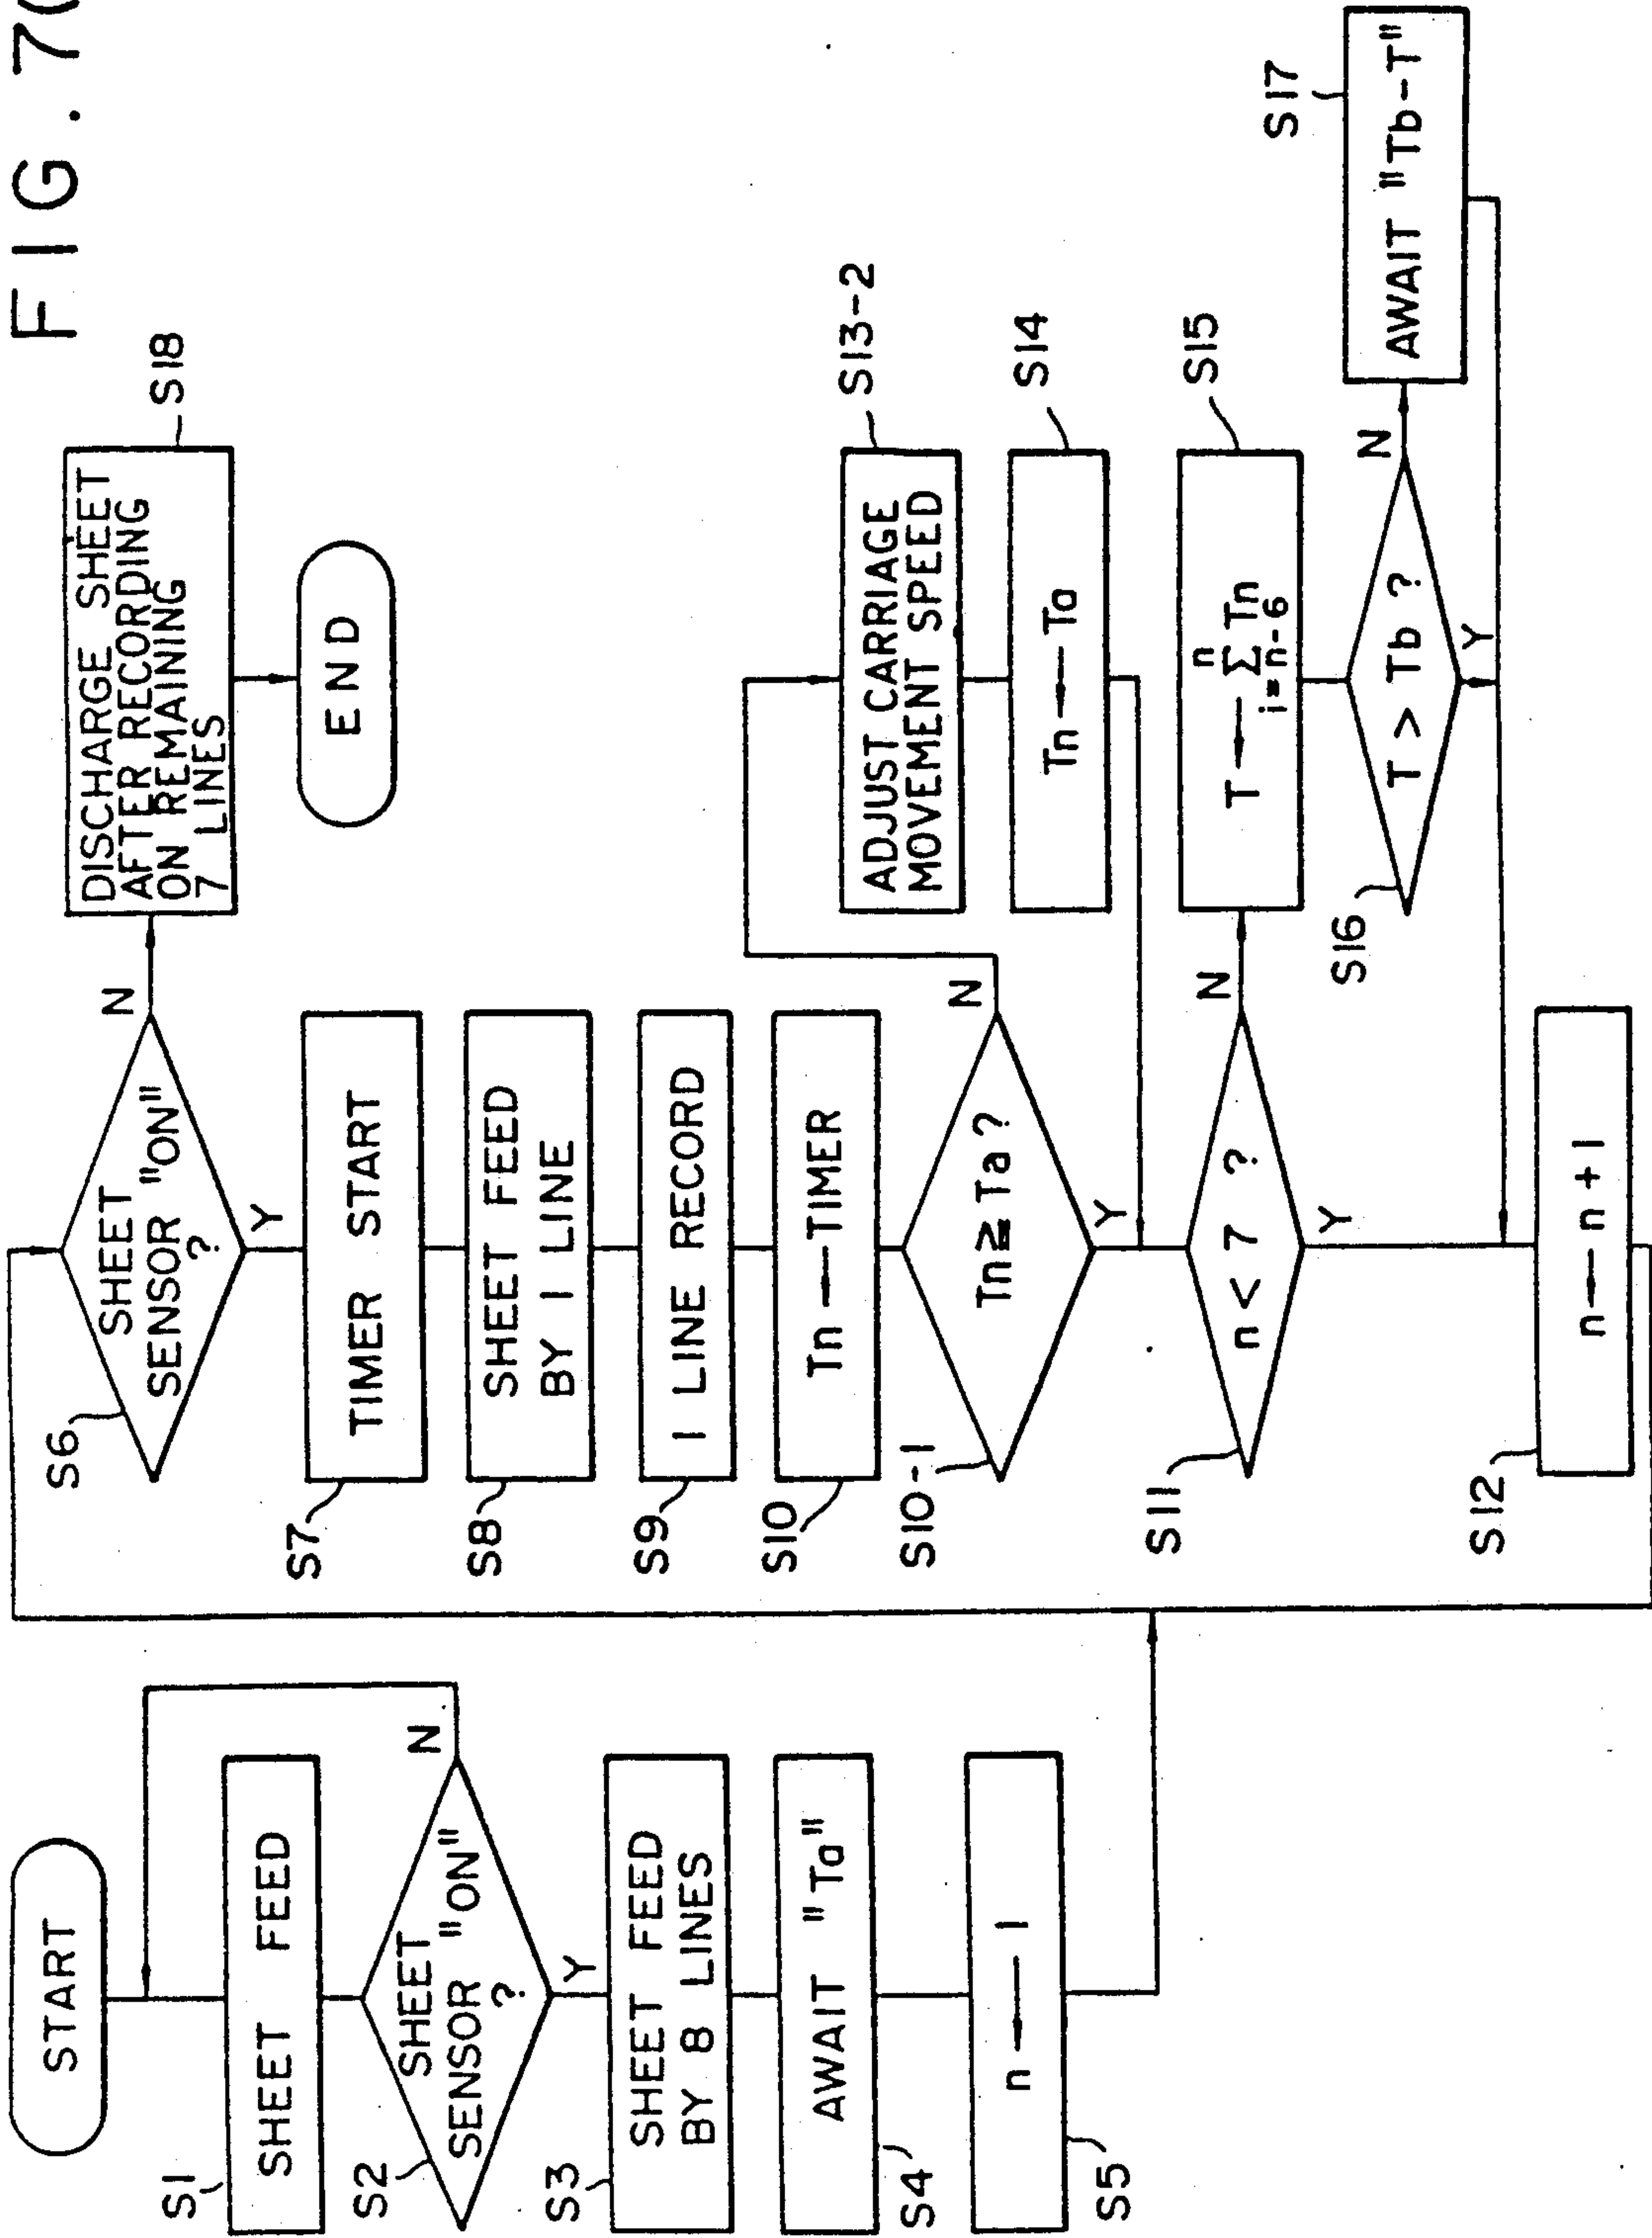 FIG. 7(
START
S1
SHEET FEED
S2
SHEET
SENSOR "ON"
?
N
Y
S3
SHEET FEED
BY 8 LINES
S4
AWAIT "Ta"
S5
n ← 1
S6
SHEET
SENSOR "ON"
?
N
Y
S7
TIMER START
S8
SHEET FEED
BY 1 LINE
S9
1 LINE RECORD
S10
Tn ← TIMER
S10-1
Tn ≧ Ta ?
N
Y
S11
n < 7 ?
N
Y
S12
n ← n + 1
DISCHARGE SHEET
AFTER RECORDING
ON REMAINING
7 LINES
S18
END
ADJUST CARRIAGE
MOVEMENT SPEED
S13-2
Tn ← Ta
S14
T ← n Σ i=n-6 Tn
S15
S16
T > Tb ?
N
Y
AWAIT "Tb-T"
S17